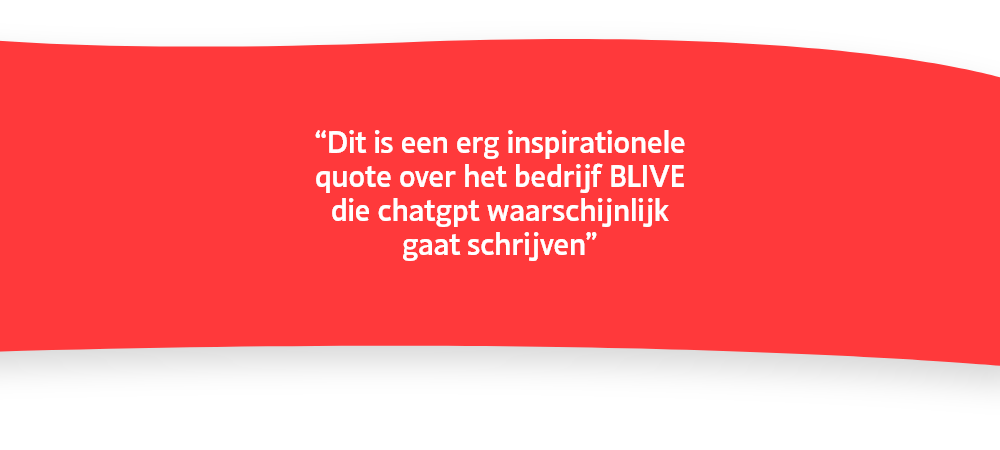 “Dit is een erg inspirationele
quote over het bedrijf BLIVE
die chatgpt waarschijnlijk
gaat schrijven”